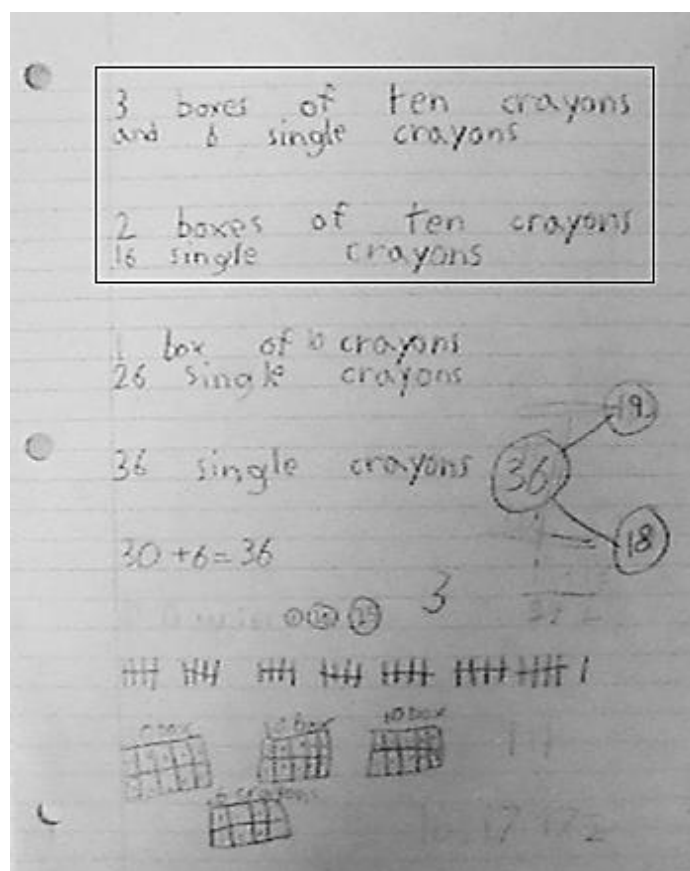 3 boxes of ten crayons
and 6 single crayons
2 boxes of ten crayons
16 single crayons
1 box of 10 crayons
26 single crayons
19
36 single crayons
36
18
30 + 6 = 36
3
10 box
10 box
crayons